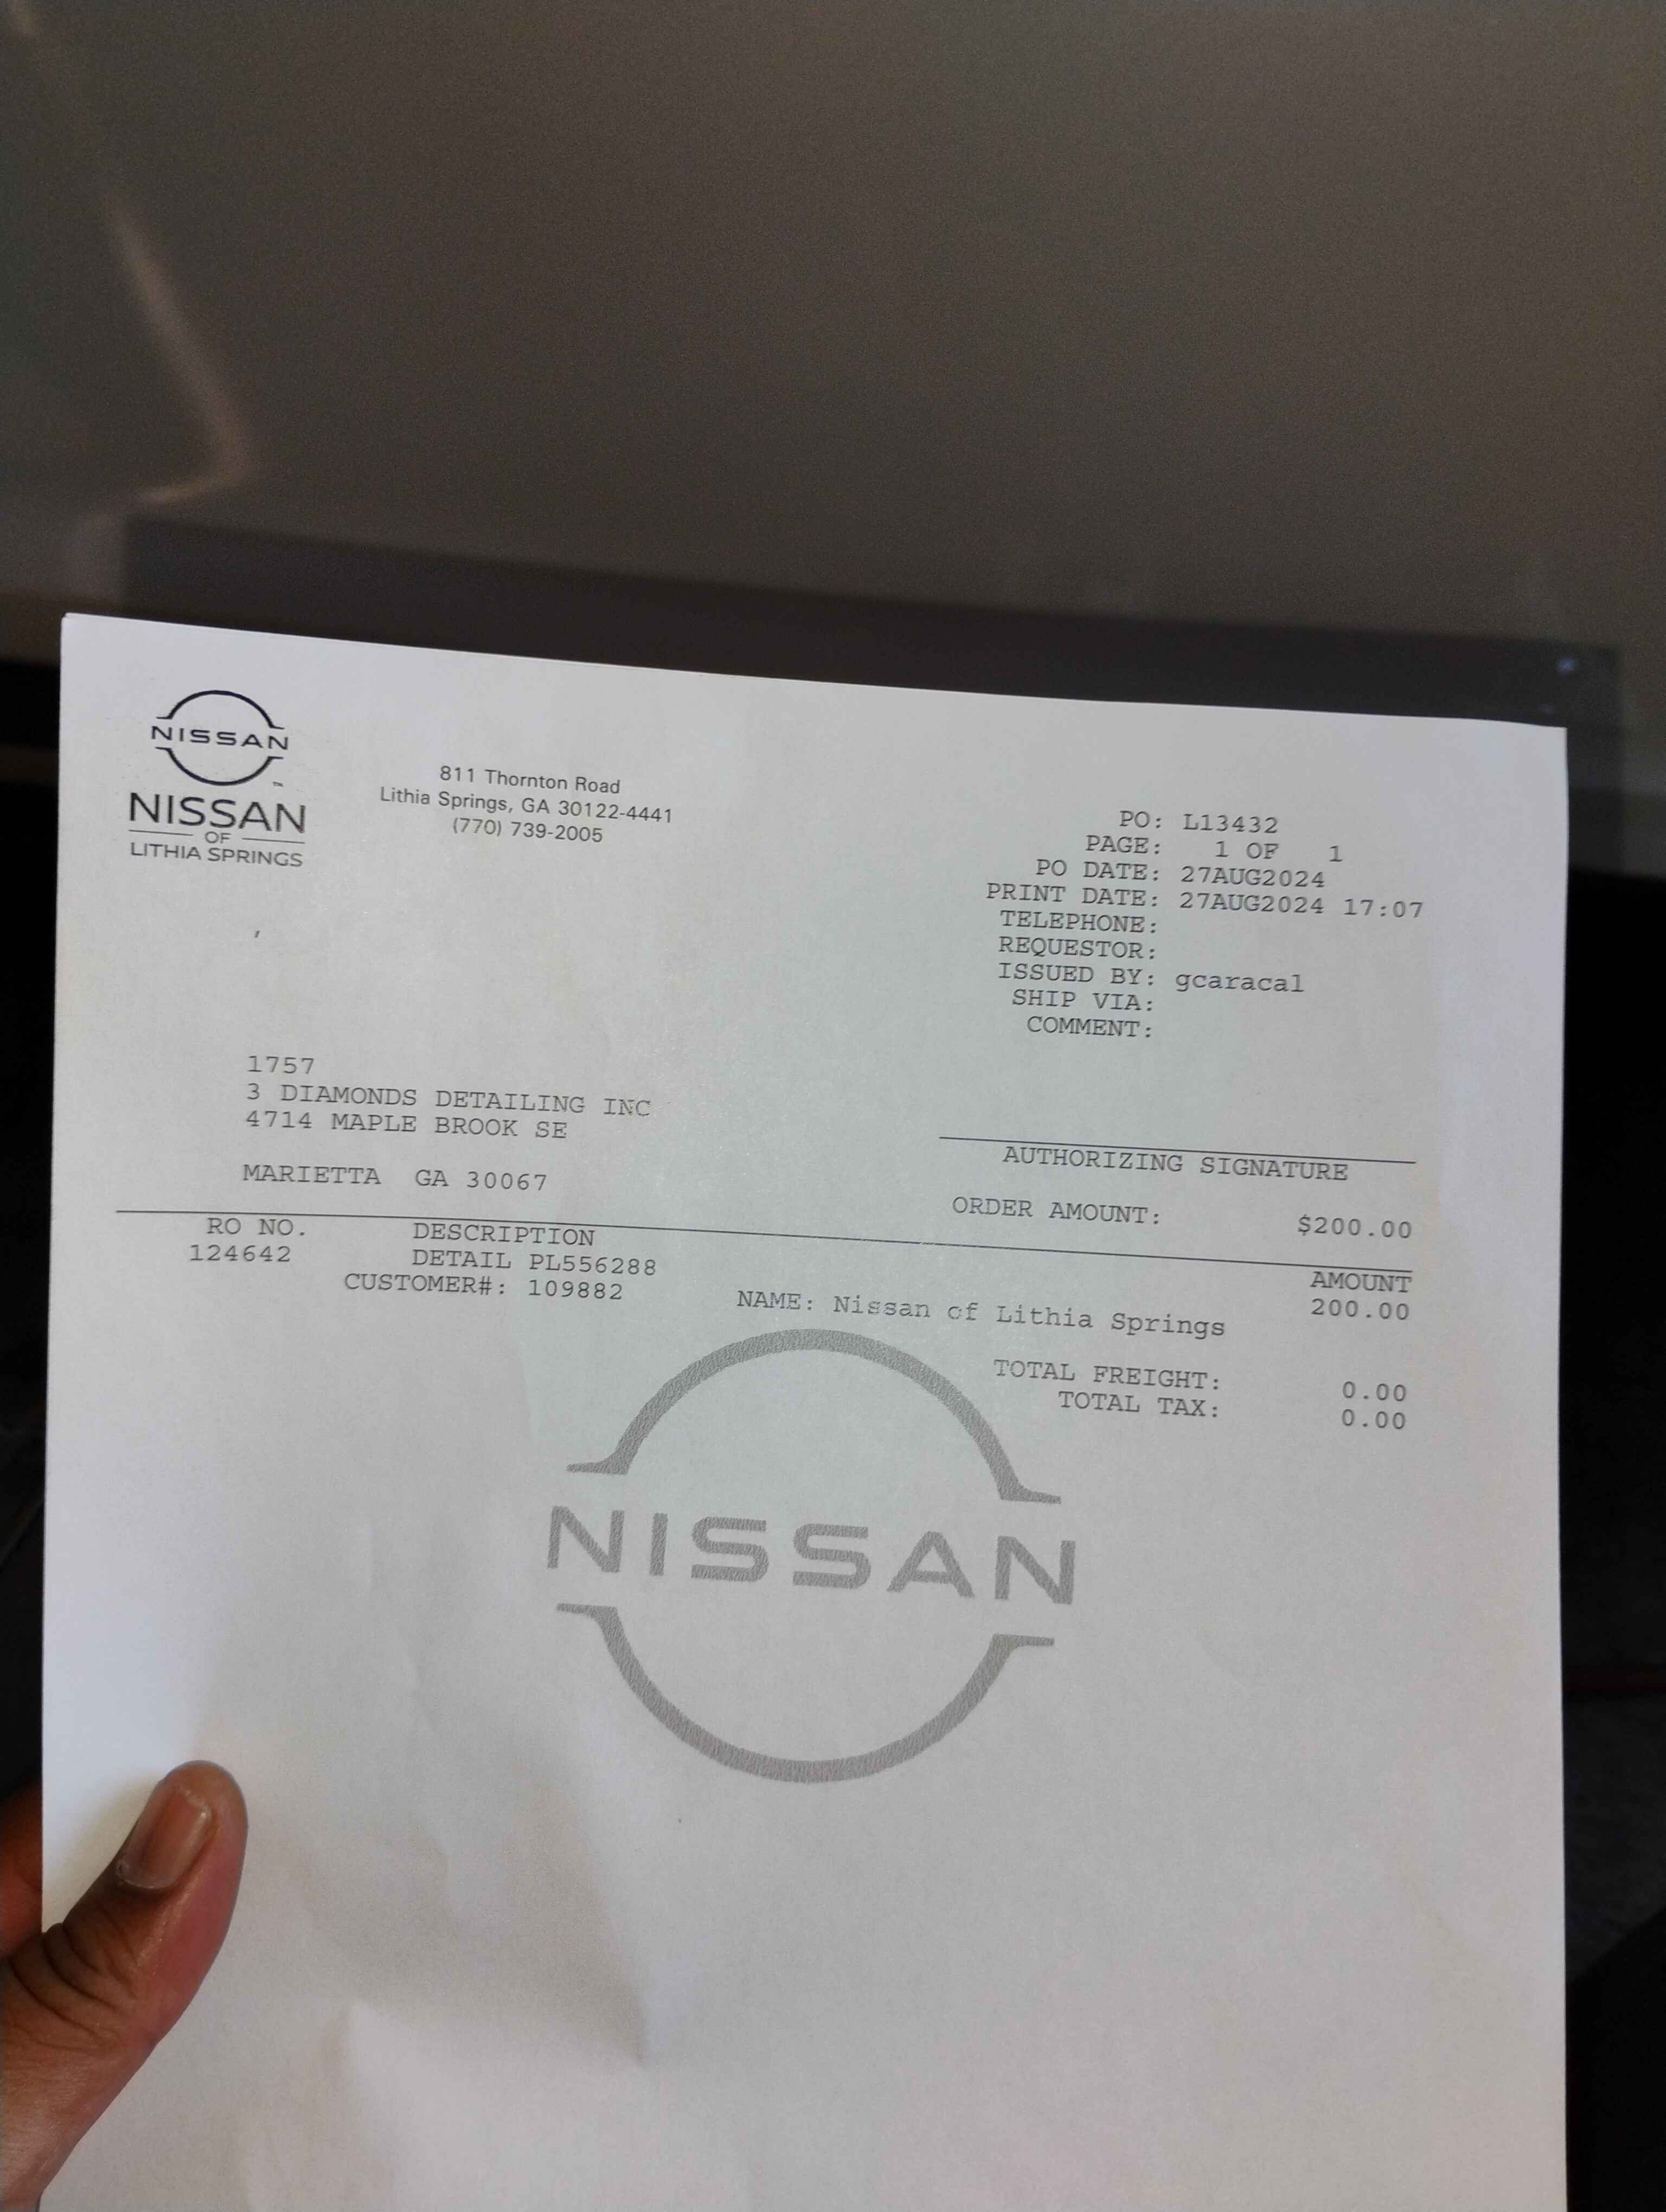 NISSAN
NISSAN
OF
LITHIA SPRINGS
811 Thornton Road
Lithia Springs, GA 30122-4441
(770) 739-2005
PO: L13432
PAGE: 1 OF 1
PO DATE: 27AUG2024
PRINT DATE: 27AUG2024 17:07
TELEPHONE:
REQUESTOR:
ISSUED BY: gcaracal
SHIP VIA:
COMMENT:
1757
3 DIAMONDS DETAILING INC
4714 MAPLE BROOK SE
MARIETTA GA 30067
AUTHORIZING SIGNATURE
ORDER AMOUNT: $200.00
RO NO. DESCRIPTION AMOUNT
124642 DETAIL PL556288 200.00
CUSTOMER#: 109882 NAME: Nissan of Lithia Springs
TOTAL FREIGHT: 0.00
TOTAL TAX: 0.00
NISSAN